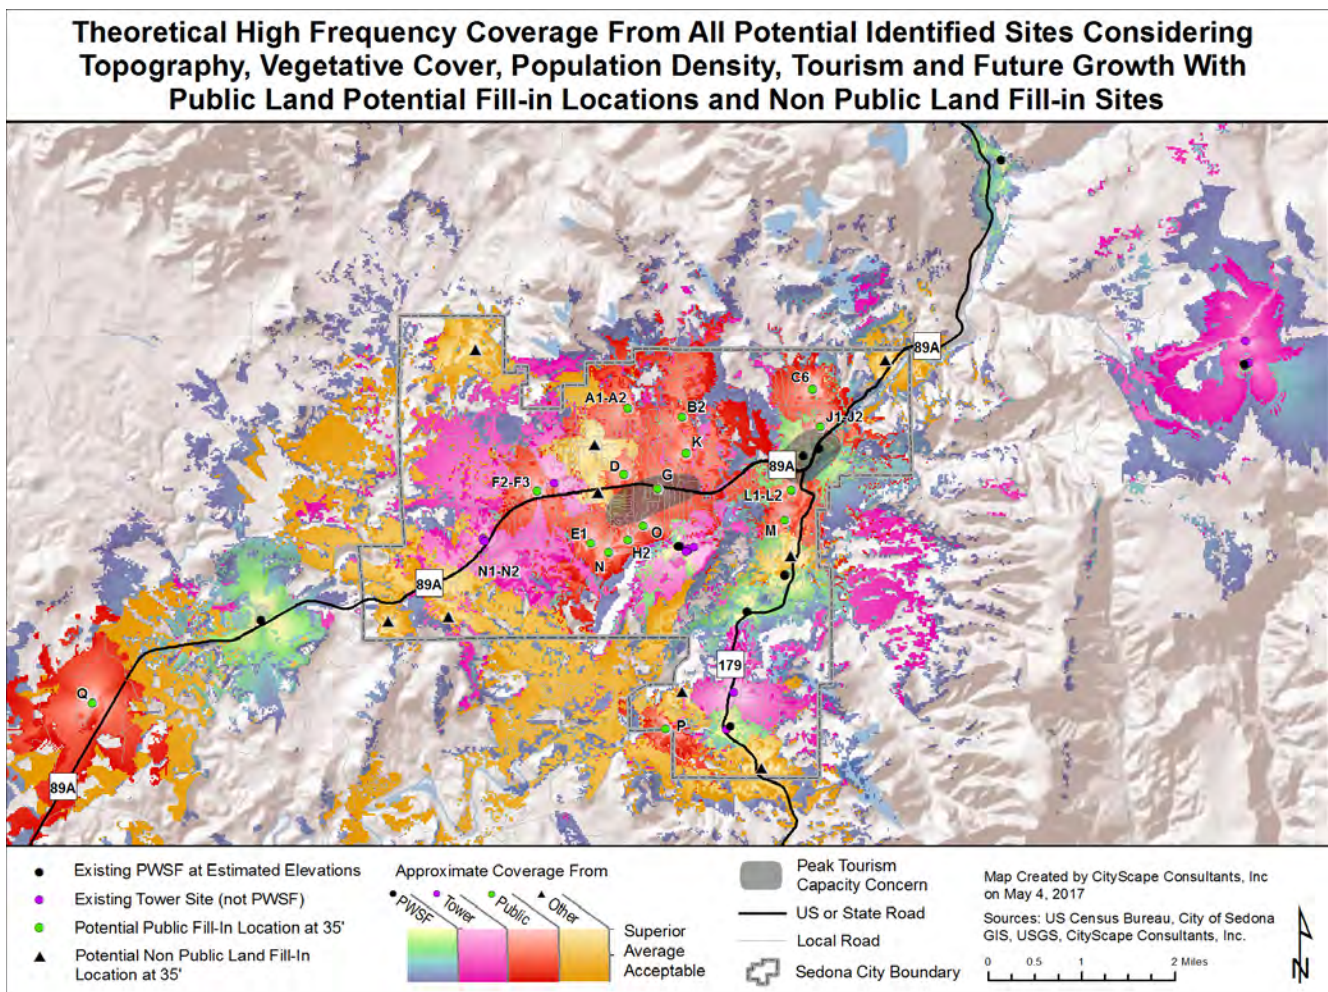 Theoretical High Frequency Coverage From All Potential Identified Sites Considering
Topography, Vegetative Cover, Population Density, Tourism and Future Growth With
Public Land Potential Fill-in Locations and Non Public Land Fill-in Sites
89A
C6
A1-A2
B2
J1-J2
K
89A
D
G
F2-F3
L1-L2
M
E1
O
H2
N
N1-N2
89A
179
Q
P
89A
Existing PWSF at Estimated Elevations
Existing Tower Site (not PWSF)
Potential Public Fill-In Location at 35'
Potential Non Public Land Fill-In
Location at 35'
Approximate Coverage From
PWSF
Tower
Public
Other
Superior
Average
Acceptable
Peak Tourism
Capacity Concern
US or State Road
Local Road
Sedona City Boundary
Map Created by CityScape Consultants, Inc
on May 4, 2017
Sources: US Census Bureau, City of Sedona
GIS, USGS, CityScape Consultants, Inc.
0 0.5 1 2 Miles
N